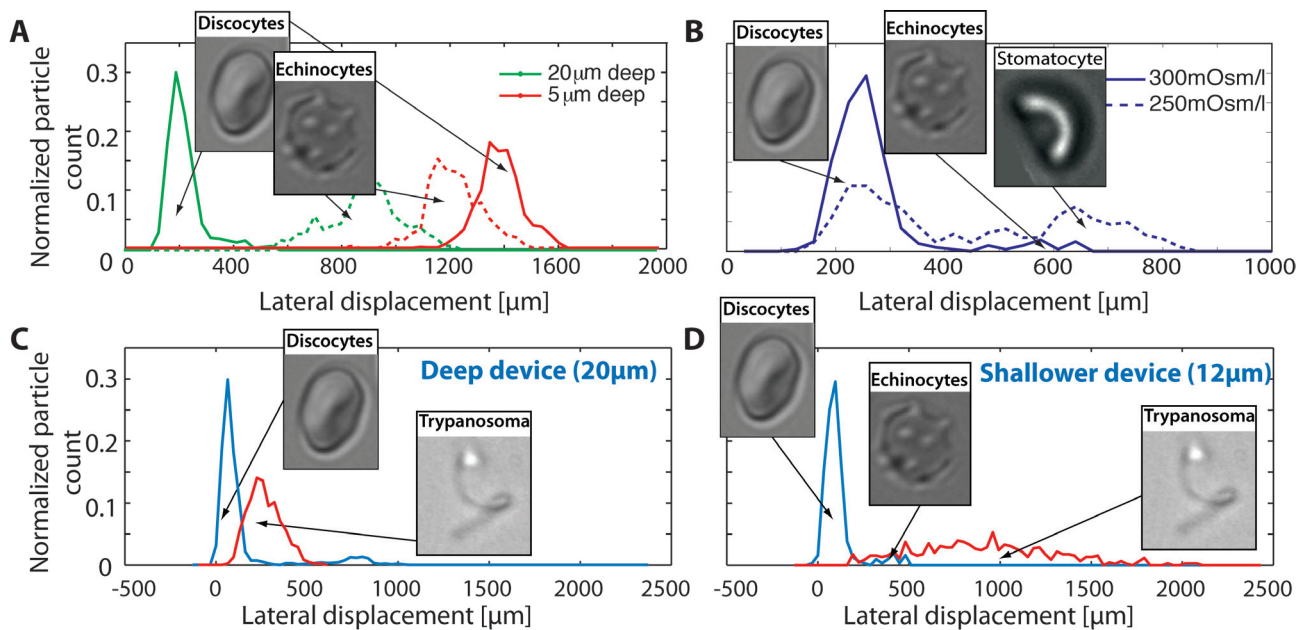 A
Discocytes
Echinocytes
20μm deep
5μm deep
Normalized particle
count
0.3
0.2
0.1
0
0
400
800
1200
1600
2000
Lateral displacement [μm]
B
Discocytes
Echinocytes
Stomatocyte
300mOsm/l
250mOsm/l
0
200
400
600
800
1000
Lateral displacement [μm]
C
Discocytes
Deep device (20μm)
Trypanosoma
Normalized particle
count
0.3
0.2
0.1
0
-500
0
500
1000
1500
2000
2500
Lateral displacement [μm]
D
Discocytes
Echinocytes
Shallower device (12μm)
Trypanosoma
-500
0
500
1000
1500
2000
2500
Lateral displacement [μm]